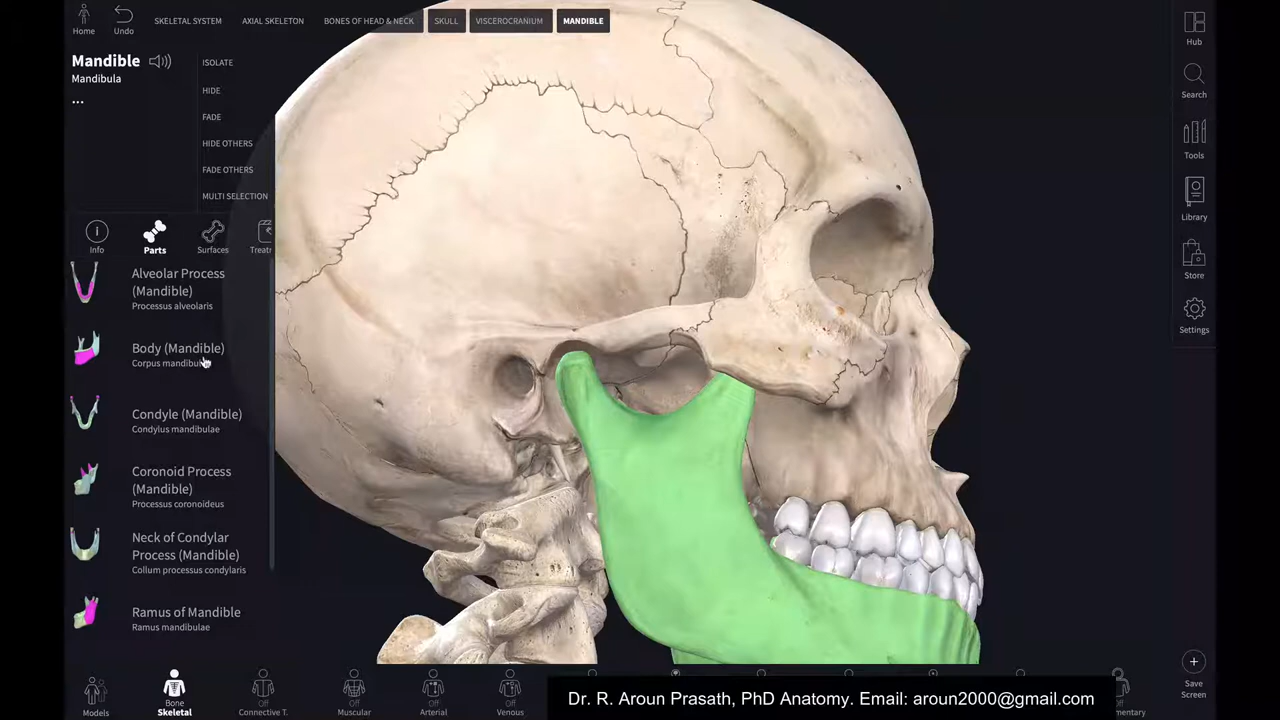 Home
Undo
SKELETAL SYSTEM
AXIAL SKELETON
BONES OF HEAD & NECK
SKULL
VISCEROCRANIUM
MANDIBLE
Mandible
Mandibula
...
ISOLATE
HIDE
FADE
HIDE OTHERS
FADE OTHERS
MULTI SELECTION
Info
Parts
Surfaces
Alveolar Process
(Mandible)
Processus alveolaris
Body (Mandible)
Corpus
Condyle (Mandible)
Condylus mandibulae
Coronoid Process
(Mandible)
Processus coronoideus
Neck of Condylar
Process (Mandible)
Collum processus condylaris
Ramus of Mandible
Ramus mandibulae
Hub
Search
Tools
Library
Store
Settings
Save
Screen
Models
Bone
Skeletal
Off
Connective T.
Off
Muscular
Off
Arterial
Off
Venous
Dr. R. Aroun Prasath, PhD Anatomy. Email: aroun2000@gmail.com